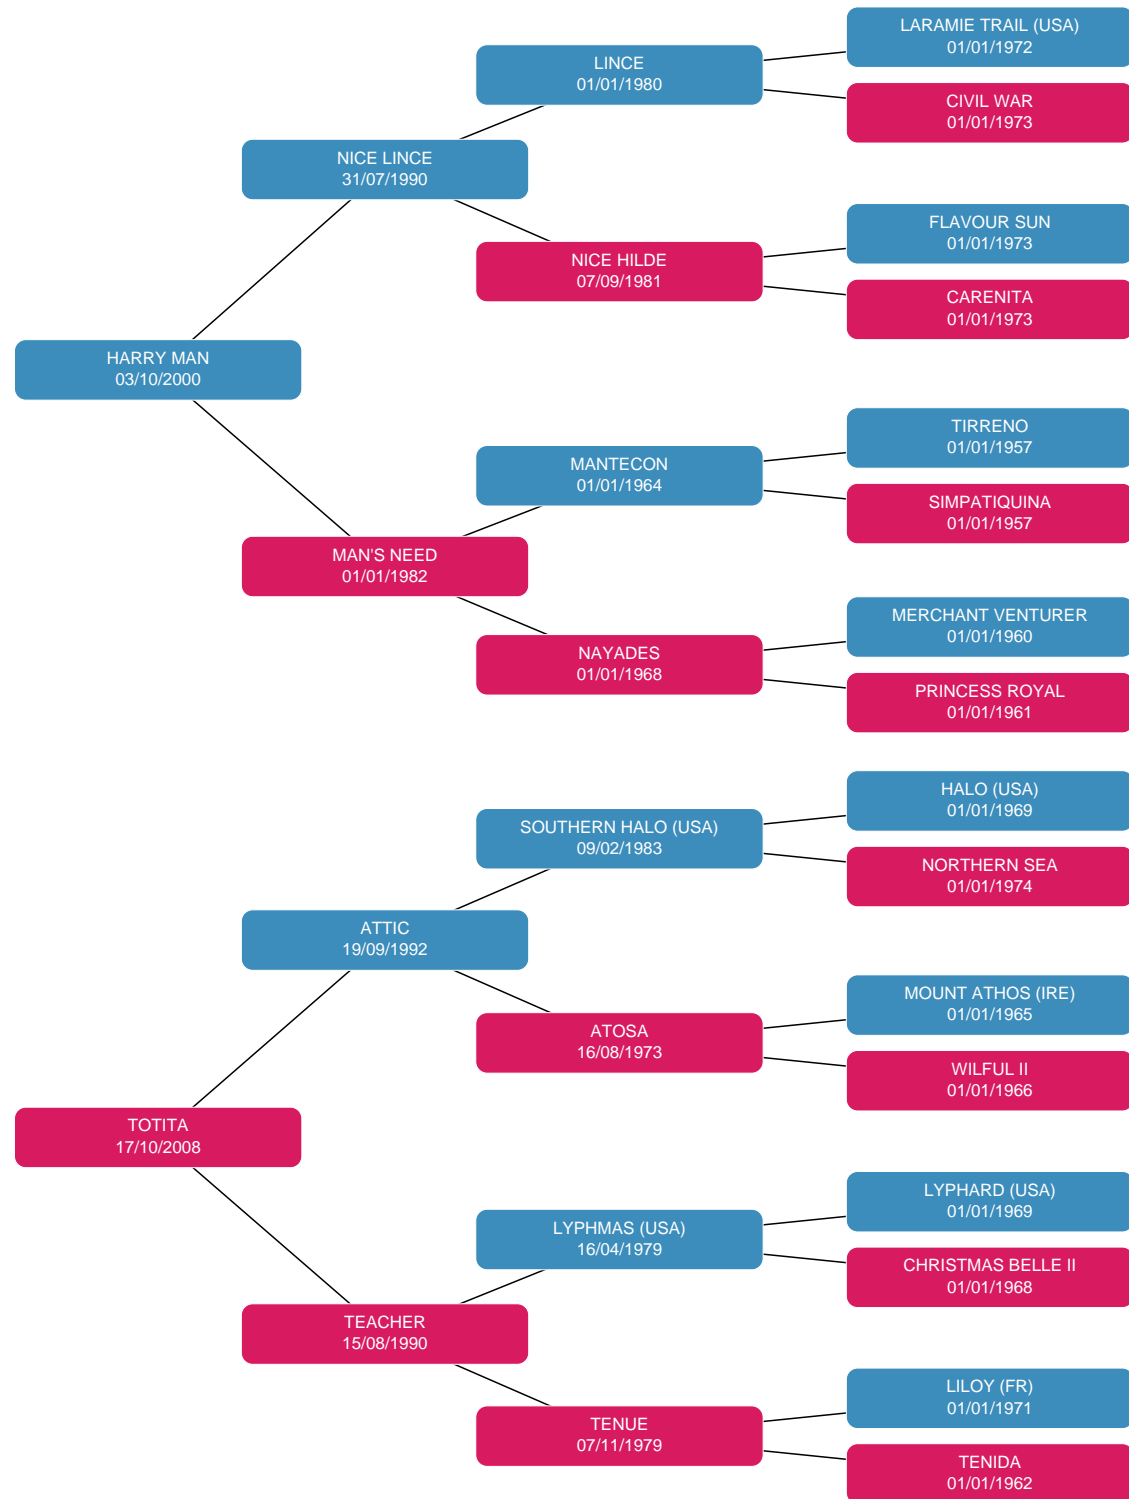 LARAMIE TRAIL (USA)
01/01/1972
LINCE
01/01/1980
CIVIL WAR
01/01/1973
NICE LINCE
31/07/1990
FLAVOUR SUN
01/01/1973
NICE HILDE
07/09/1981
CARENITA
01/01/1973
HARRY MAN
03/10/2000
TIRRENO
01/01/1957
MANTECON
01/01/1964
SIMPATIQUINA
01/01/1957
MAN'S NEED
01/01/1982
MERCHANT VENTURER
01/01/1960
NAYADES
01/01/1968
PRINCESS ROYAL
01/01/1961
HALO (USA)
01/01/1969
SOUTHERN HALO (USA)
09/02/1983
NORTHERN SEA
01/01/1974
ATTIC
19/09/1992
MOUNT ATHOS (IRE)
01/01/1965
ATOSA
16/08/1973
WILFUL II
01/01/1966
TOTITA
17/10/2008
LYPHARD (USA)
01/01/1969
LYPHMAS (USA)
16/04/1979
CHRISTMAS BELLE II
01/01/1968
TEACHER
15/08/1990
LILOY (FR)
01/01/1971
TENUE
07/11/1979
TENIDA
01/01/1962